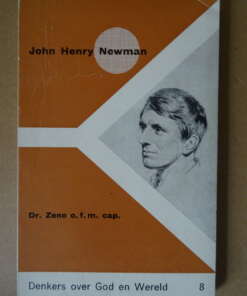 John Henry Newman
Dr. Zeno o.f.m. cap.
Denkers over God en Wereld 8